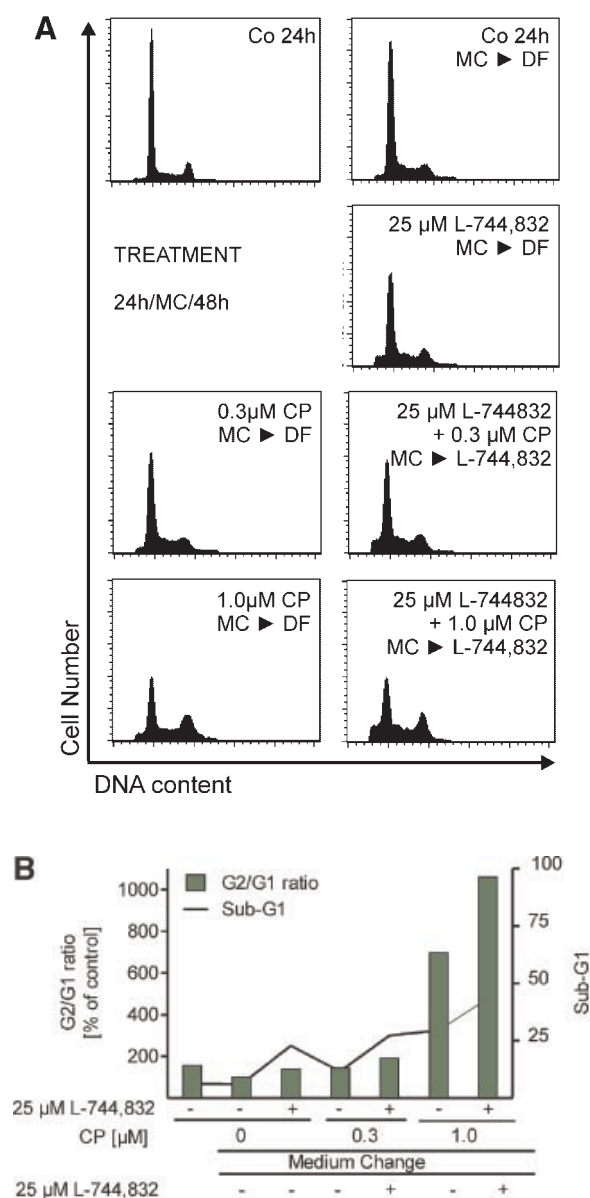 A
Co 24h
Co 24h
MC ► DF
TREATMENT
24h/MC/48h
25 µM L-744,832
MC ► DF
0.3µM CP
MC ► DF
25 µM L-744832
+ 0.3 µM CP
MC ► L-744,832
1.0µM CP
MC ► DF
25 µM L-744832
+ 1.0 µM CP
MC ► L-744,832
Cell Number
DNA content
B
G2/G1 ratio
Sub-G1
G2/G1 ratio
[% of control]
1000
800
600
400
200
100
75
50
25
Sub-G1
25 µM L-744,832 - - + - + - +
CP [µM] 0 0.3 1.0
Medium Change
25 µM L-744,832 - - - + - +